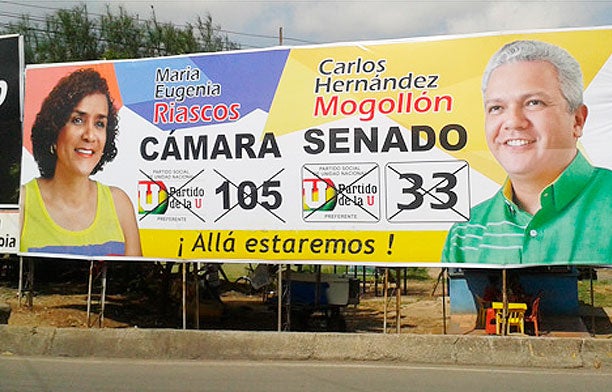 Maria
Eugenia
Riascos
CÁMARA
PARTIDO SOCIAL
DE UNIDAD NACIONAL
U Partido
de la U
PREFERENTE
105
Carlos
Hernández
Mogollón
SENADO
PARTIDO SOCIAL
DE UNIDAD NACIONAL
U Partido
de la U
PREFERENTE
33
¡ Allá estaremos !